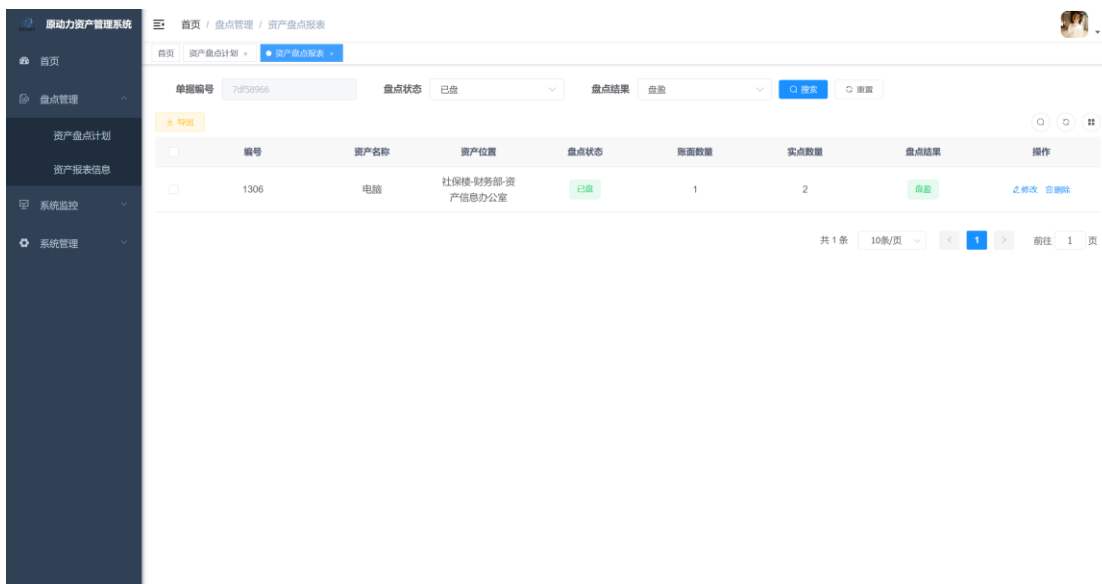 原动力资产管理系统
首页 / 盘点管理 / 资产盘点报表
首页 资产盘点计划 × 资产盘点报表 ×
首页
盘点管理
资产盘点计划
资产报表信息
系统监控
系统管理
单据编号 7df58966 盘点状态 已盘 盘点结果 盘盈 搜索 重置
导出
编号 资产名称 资产位置 盘点状态 账面数量 实点数量 盘点结果 操作
1306 电脑 社保楼-财务部-资 已盘 1 2 盘盈 修改 删除
产信息办公室
共 1 条 10条/页 < 1 > 前往 1 页